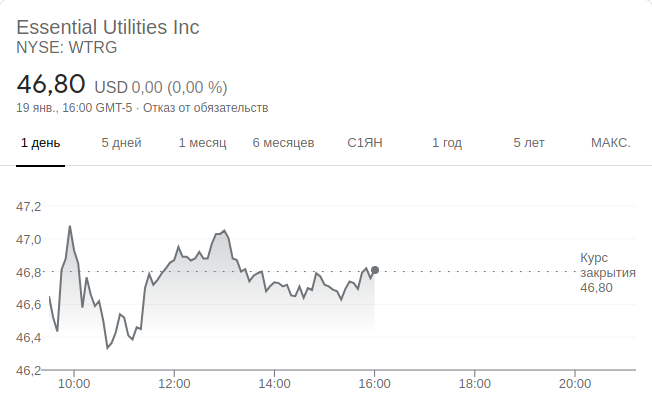 Essential Utilities Inc
NYSE: WTRG
46,80 USD 0,00 (0,00 %)
19 янв., 16:00 GMT-5 · Отказ от обязательств
1 день 5 дней 1 месяц 6 месяцев С1ЯН 1 год 5 лет МАКС.
47,2
47,0
46,8
46,6
46,4
46,2
Курс
закрытия
46,80
10:00 12:00 14:00 16:00 18:00 20:00